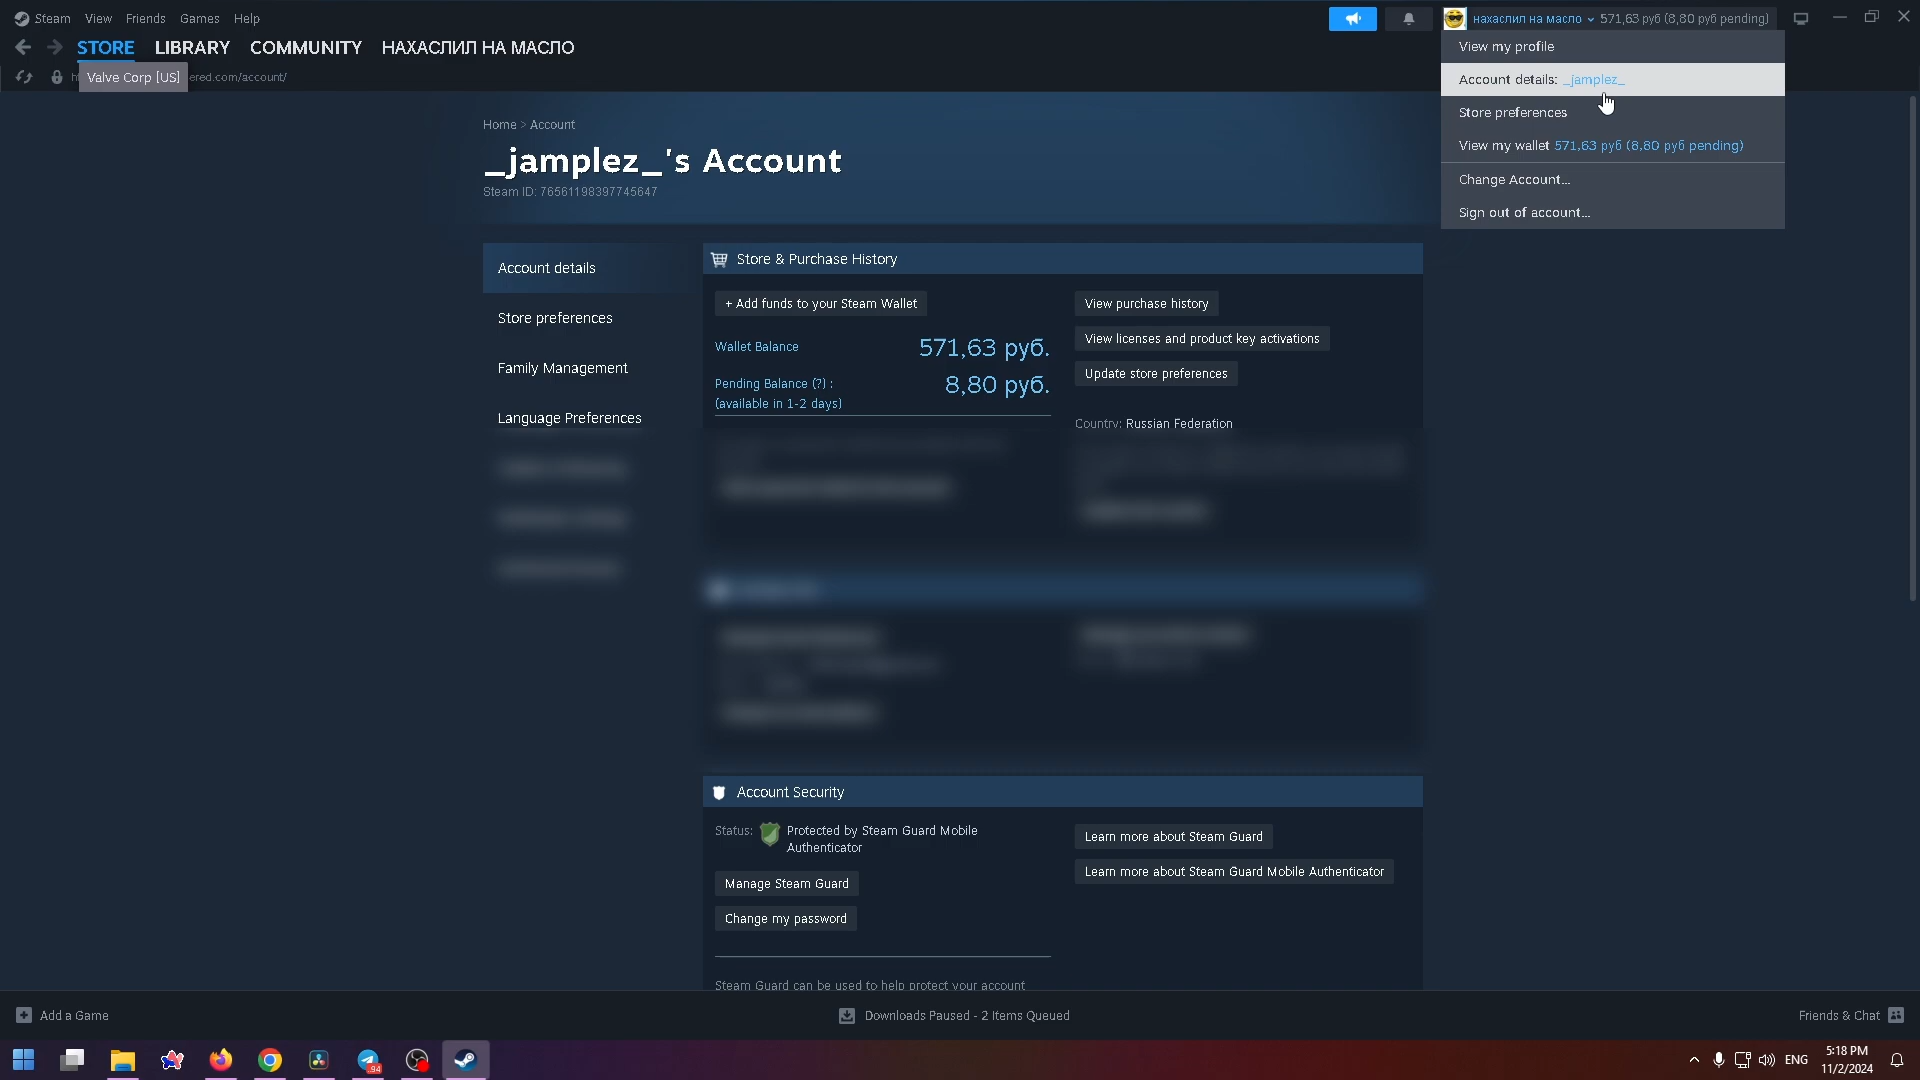 Steam View Friends Games Help
нахаслил на масло 571,63 руб (8,80 руб pending)
STORE LIBRARY COMMUNITY НАХАСЛИЛ НА МАСЛО
Valve Corp [US] ered.com/account/
View my profile
Account details: _jamplez_
Store preferences
View my wallet 571,63 руб (8,80 руб pending)
Change Account...
Sign out of account...
Home > Account
_jamplez_'s Account
Steam ID: 76561198397745647
Account details
Store preferences
Family Management
Language Preferences
Store & Purchase History
+ Add funds to your Steam Wallet
Wallet Balance 571,63 руб.
Pending Balance (?) : 8,80 руб.
(available in 1-2 days)
View purchase history
View licenses and product key activations
Update store preferences
Country: Russian Federation
Account Security
Status: Protected by Steam Guard Mobile
Authenticator
Manage Steam Guard
Change my password
Learn more about Steam Guard
Learn more about Steam Guard Mobile Authenticator
Steam Guard can be used to help protect your account
Add a Game
Downloads Paused - 2 Items Queued
Friends & Chat
94
ENG
5:18 PM
11/2/2024